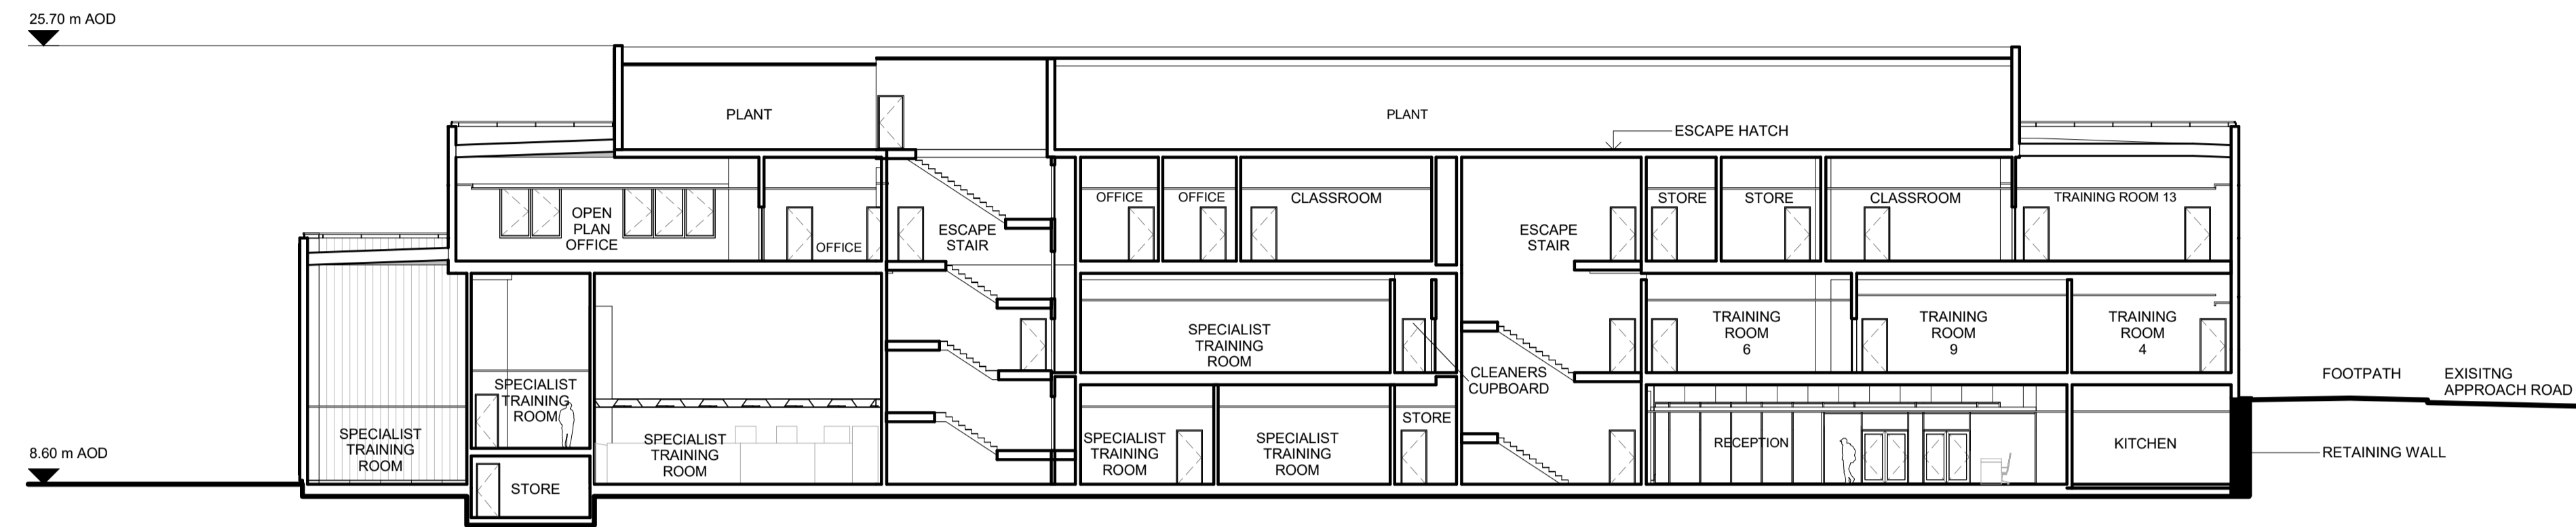 25.70 m AOD
PLANT
PLANT
ESCAPE HATCH
OPEN
PLAN
OFFICE
OFFICE
ESCAPE
STAIR
OFFICE
OFFICE
CLASSROOM
ESCAPE
STAIR
STORE
STORE
CLASSROOM
TRAINING ROOM 13
SPECIALIST
TRAINING
ROOM
CLEANERS
CUPBOARD
TRAINING
ROOM
6
TRAINING
ROOM
9
TRAINING
ROOM
4
FOOTPATH
EXISITNG
APPROACH ROAD
8.60 m AOD
SPECIALIST
TRAINING
ROOM
SPECIALIST
TRAINING
ROOM
STORE
SPECIALIST
TRAINING
ROOM
SPECIALIST
TRAINING
ROOM
SPECIALIST
TRAINING
ROOM
STORE
RECEPTION
KITCHEN
RETAINING WALL